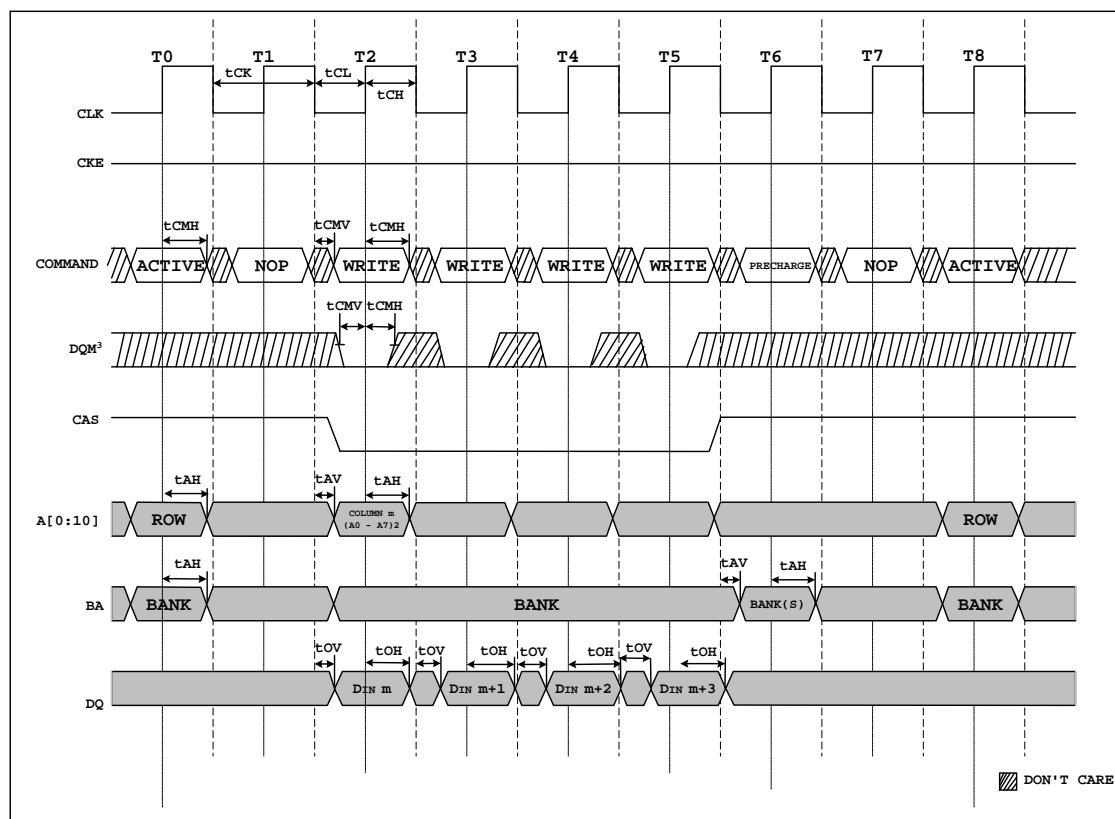 T0 T1 T2 T3 T4 T5 T6 T7 T8
tCK tCL
tCH
CLK
CKE
tCMH tCMV tCMH
COMMAND ACTIVE NOP WRITE WRITE WRITE WRITE PRECHARGE NOP ACTIVE
tCMV tCMH
DQM3
CAS
tAH tAV tAH
A[0:10] ROW COLUMN m ROW
(A0 - A7)2
tAH tAV tAH
BA BANK BANK BANK(S) BANK
tOV tOH tOV tOH tOV tOH tOV tOH
DQ DIN m DIN m+1 DIN m+2 DIN m+3
DON'T CARE